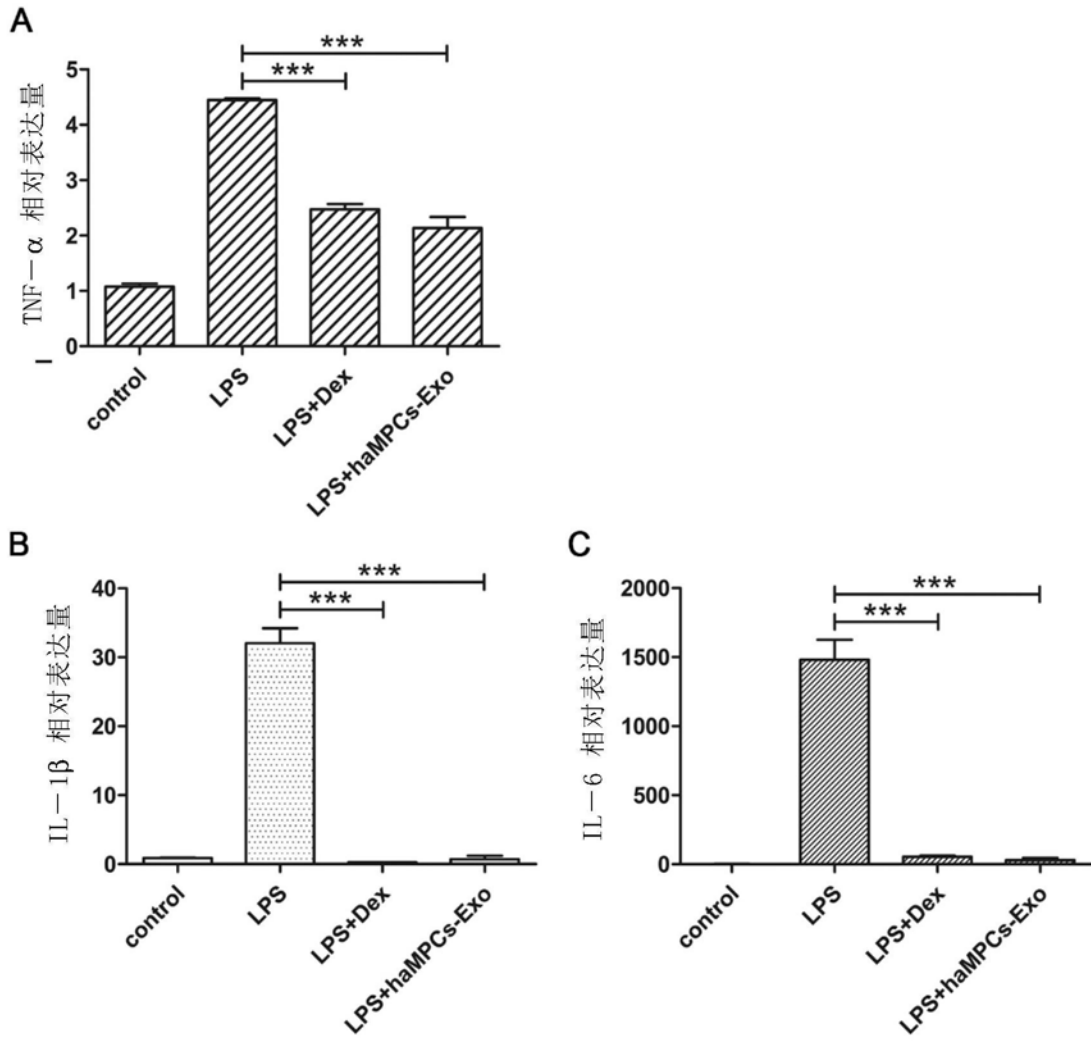 A
TNF-α 相对表达量
5
4
3
2
1
0
***
***
control
LPS
LPS+Dex
LPS+haMPCs-Exo
B
IL-1β 相对表达量
40
30
20
10
0
***
***
control
LPS
LPS+Dex
LPS+haMPCs-Exo
C
IL-6 相对表达量
2000
1500
1000
500
0
***
***
control
LPS
LPS+Dex
LPS+haMPCs-Exo